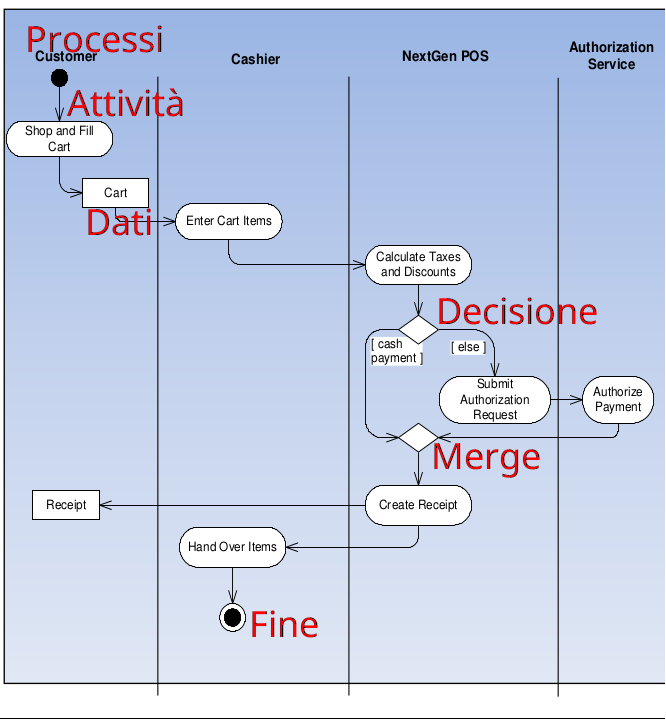 Processi
Customer
Cashier
NextGen POS
Authorization
Service
Attività
Shop and Fill
Cart
Cart
Dati
Enter Cart Items
Calculate Taxes
and Discounts
Decisione
[ cash
payment ]
[ else ]
Submit
Authorization
Request
Authorize
Payment
Merge
Receipt
Create Receipt
Hand Over Items
Fine